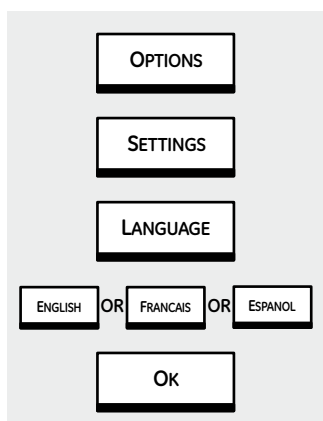 OPTIONS
SETTINGS
LANGUAGE
ENGLISH OR FRANCAIS OR ESPANOL
OK